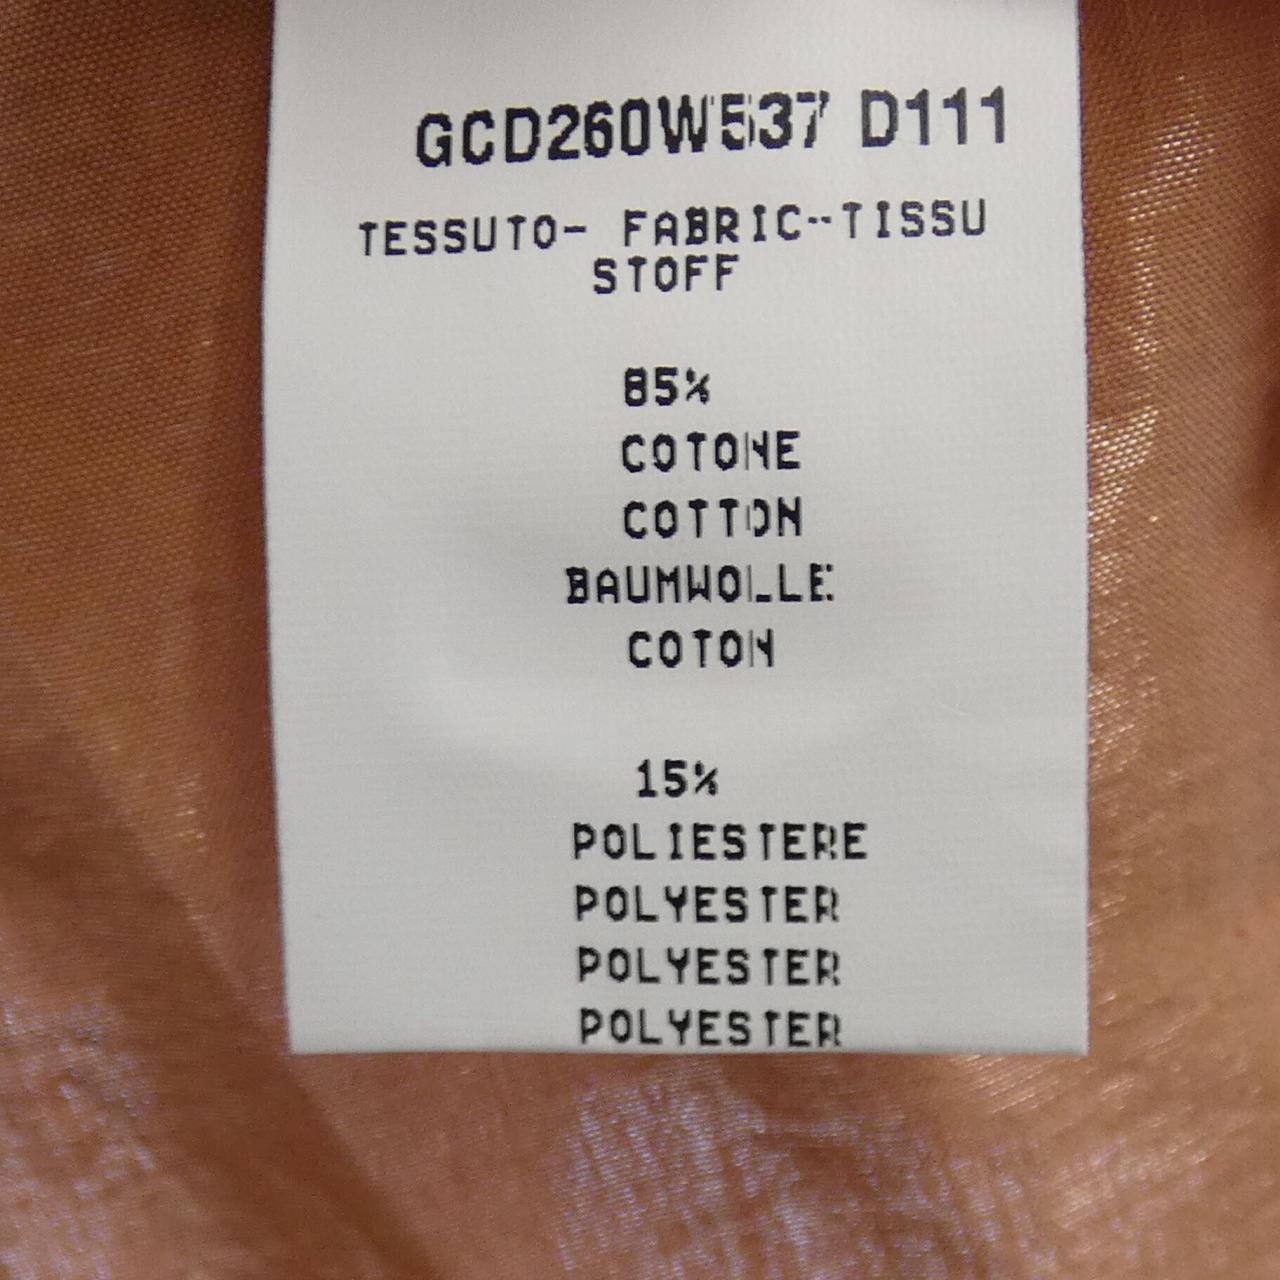 GCD260W537 D111
TESSUTO- FABRIC--TISSU
STOFF
85%
COTONE
COTTON
BAUMWOLLE
COTON
15%
POLIESTERE
POLYESTER
POLYESTER
POLYESTER